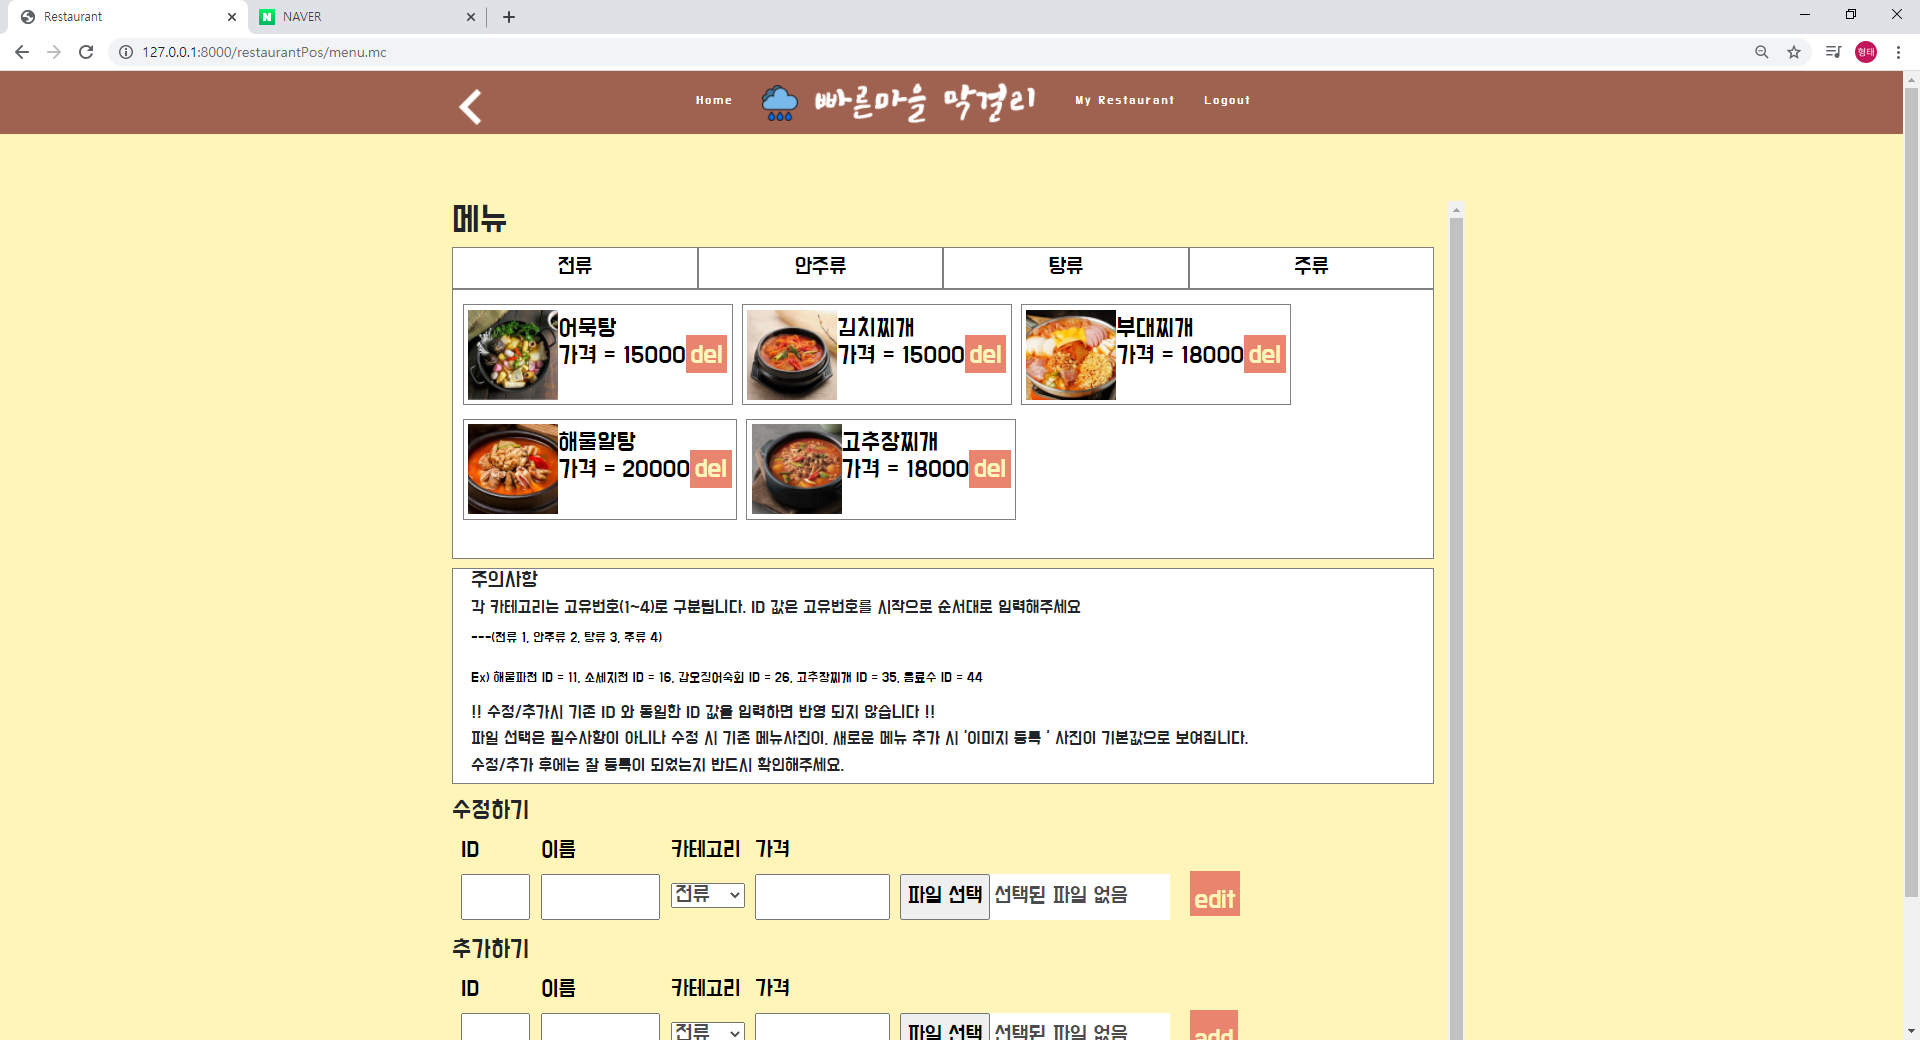 Restaurant
NAVER
127.0.0.1:8000/restaurantPos/menu.mc
형태
Home
빠른마을 막걸리
My Restaurant
Logout
메뉴
전류
안주류
탕류
주류
어묵탕
가격 = 15000
del
김치찌개
가격 = 15000
del
부대찌개
가격 = 18000
del
해물알탕
가격 = 20000
del
고추장찌개
가격 = 18000
del
주의사항
각 카테고리는 고유번호(1~4)로 구분됩니다. ID 값은 고유번호를 시작으로 순서대로 입력해주세요
---(전류 1, 안주류 2, 탕류 3, 주류 4)
Ex) 해물파전 ID = 11, 소세지전 ID = 16, 갑오징어숙회 ID = 26, 고추장찌개 ID = 35, 음료수 ID = 44
!! 수정/추가시 기존 ID 와 동일한 ID 값을 입력하면 반영 되지 않습니다 !!
파일 선택은 필수사항이 아니나 수정 시 기존 메뉴사진이, 새로운 메뉴 추가 시 '이미지 등록 ' 사진이 기본값으로 보여집니다.
수정/추가 후에는 잘 등록이 되었는지 반드시 확인해주세요.
수정하기
ID 이름 카테고리 가격
전류 파일 선택 선택된 파일 없음 edit
추가하기
ID 이름 카테고리 가격
전류 파일 선택 선택된 파일 없음 add